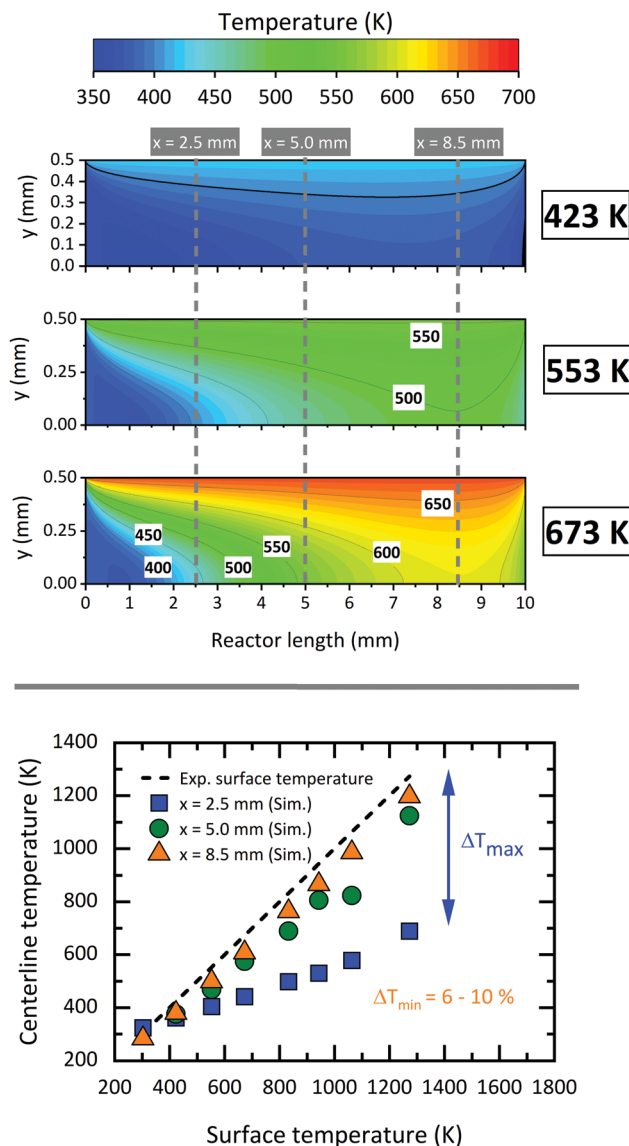 Temperature (K)
350 400 450 500 550 600 650 700
x = 2.5 mm x = 5.0 mm x = 8.5 mm
0.5
0.4
0.3
0.2
0.1
0.0
y (mm)
423 K
0.50
0.25
0.00
y (mm)
550
500
553 K
0.50
0.25
0.00
y (mm)
650
450 550 600
400 500
673 K
0 1 2 3 4 5 6 7 8 9 10
Reactor length (mm)
1400
1200
1000
800
600
400
200
Centerline temperature (K)
Exp. surface temperature
x = 2.5 mm (Sim.)
x = 5.0 mm (Sim.)
x = 8.5 mm (Sim.)
ΔTmax
ΔTmin = 6 - 10 %
200 400 600 800 1000 1200 1400 1600 1800
Surface temperature (K)